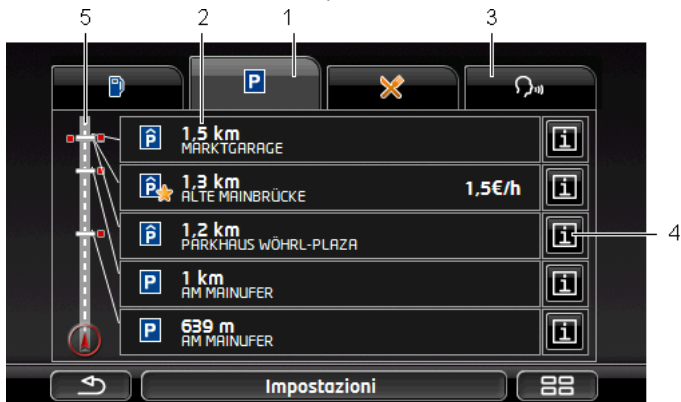 5
2
1
3
P
1,5 km
MARKTGARAGE
i
P
1,3 km
ALTE MAINBRÜCKE
1,5€/h
i
P
1,2 km
PARKHAUS WÖHRL-PLAZA
i
4
P
1 km
AM MAINUFER
i
P
639 m
AM MAINUFER
i
Impostazioni